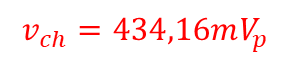 v_ch = 434,16mV_p